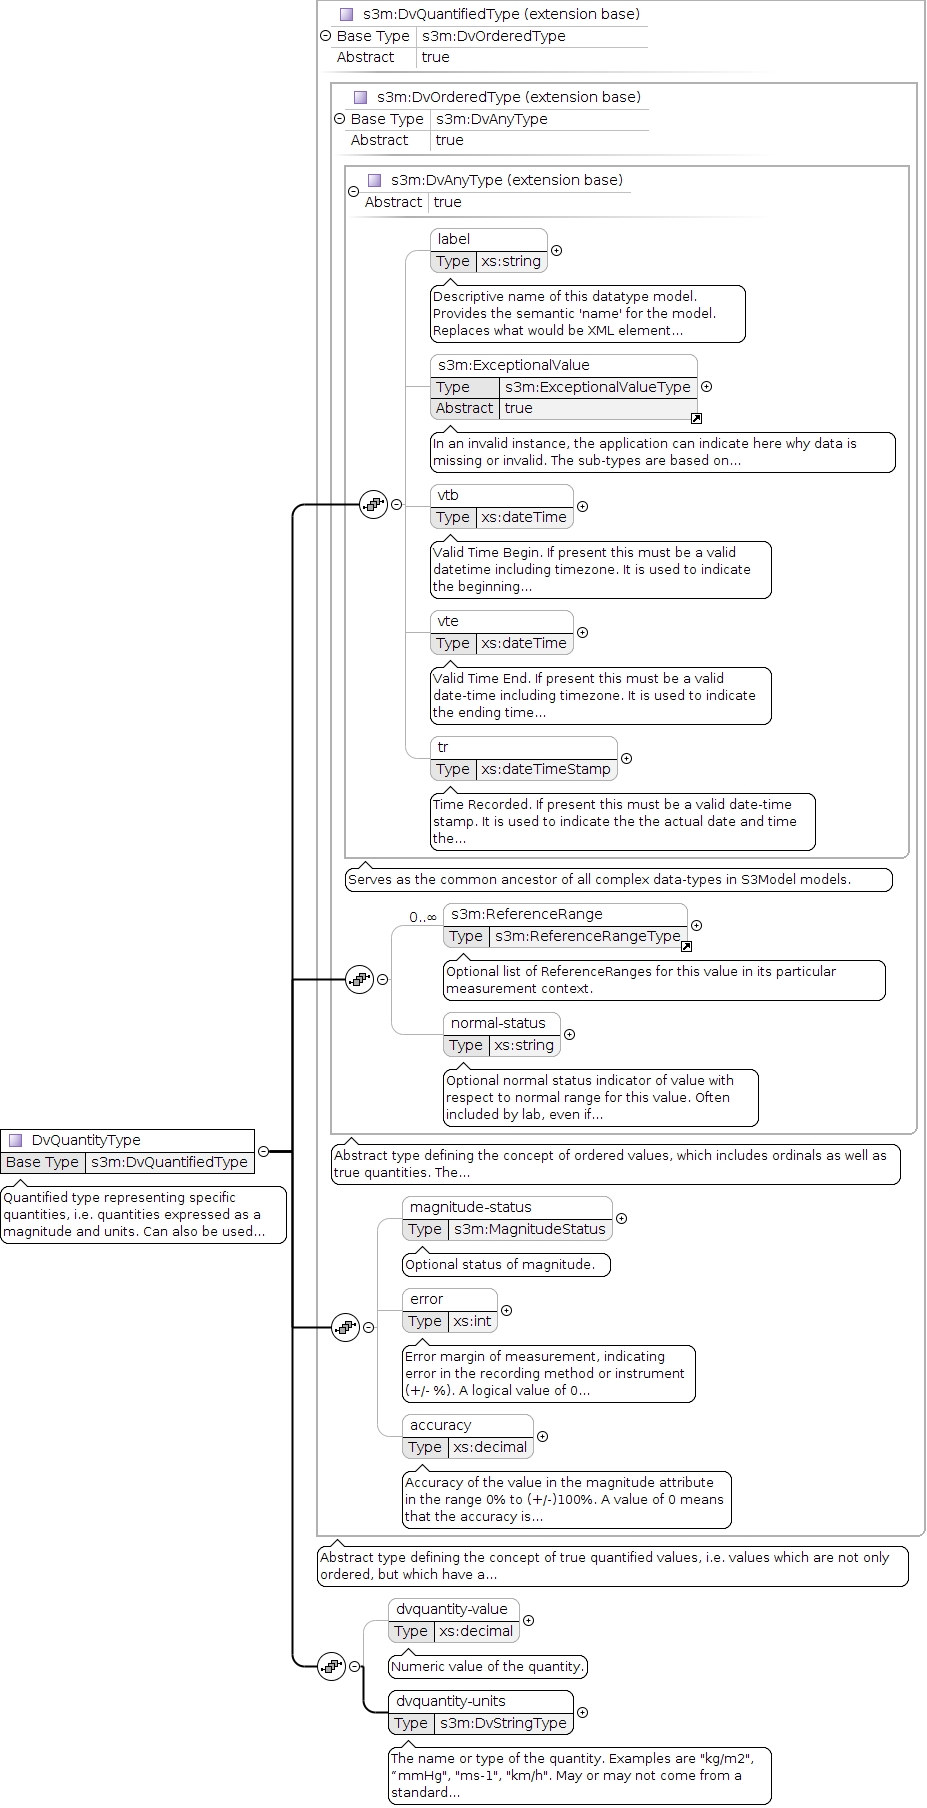 s3m:DvQuantifiedType (extension base)
Base Type s3m:DvOrderedType
Abstract true
s3m:DvOrderedType (extension base)
Base Type s3m:DvAnyType
Abstract true
s3m:DvAnyType (extension base)
Abstract true
label
Type xs:string
Descriptive name of this datatype model.
Provides the semantic 'name' for the model.
Replaces what would be XML element...
s3m:ExceptionalValue
Type s3m:ExceptionalValueType
Abstract true
In an invalid instance, the application can indicate here why data is
missing or invalid. The sub-types are based on...
vtb
Type xs:dateTime
Valid Time Begin. If present this must be a valid
datetime including timezone. It is used to indicate
the beginning...
vte
Type xs:dateTime
Valid Time End. If present this must be a valid
date-time including timezone. It is used to indicate
the ending time...
tr
Type xs:dateTimeStamp
Time Recorded. If present this must be a valid date-time
stamp. It is used to indicate the the actual date and time
the...
Serves as the common ancestor of all complex data-types in S3Model models.
0..∞
s3m:ReferenceRange
Type s3m:ReferenceRangeType
Optional list of ReferenceRanges for this value in its particular
measurement context.
normal-status
Type xs:string
Optional normal status indicator of value with
respect to normal range for this value. Often
included by lab, even if...
DvQuantityType
Base Type s3m:DvQuantifiedType
Quantified type representing specific
quantities, i.e. quantities expressed as a
magnitude and units. Can also be used...
Abstract type defining the concept of ordered values, which includes ordinals as well as
true quantities. The...
magnitude-status
Type s3m:MagnitudeStatus
Optional status of magnitude.
error
Type xs:int
Error margin of measurement, indicating
error in the recording method or instrument
(+/- %). A logical value of 0...
accuracy
Type xs:decimal
Accuracy of the value in the magnitude attribute
in the range 0% to (+/-)100%. A value of 0 means
that the accuracy is...
Abstract type defining the concept of true quantified values, i.e. values which are not only
ordered, but which have a...
dvquantity-value
Type xs:decimal
Numeric value of the quantity.
dvquantity-units
Type s3m:DvStringType
The name or type of the quantity. Examples are "kg/m2",
“mmHg", "ms-1", "km/h". May or may not come from a
standard...